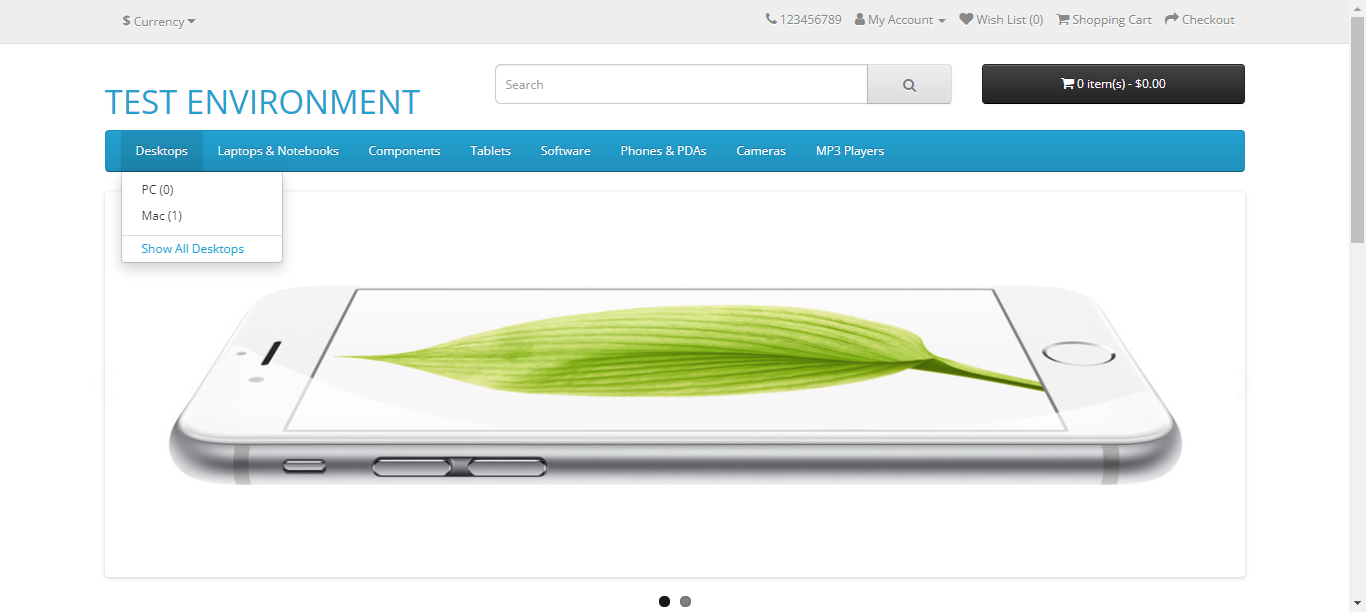 $ Currency
123456789 My Account Wish List (0) Shopping Cart Checkout
TEST ENVIRONMENT
Search
0 item(s) - $0.00
Desktops Laptops & Notebooks Components Tablets Software Phones & PDAs Cameras MP3 Players
PC (0)
Mac (1)
Show All Desktops